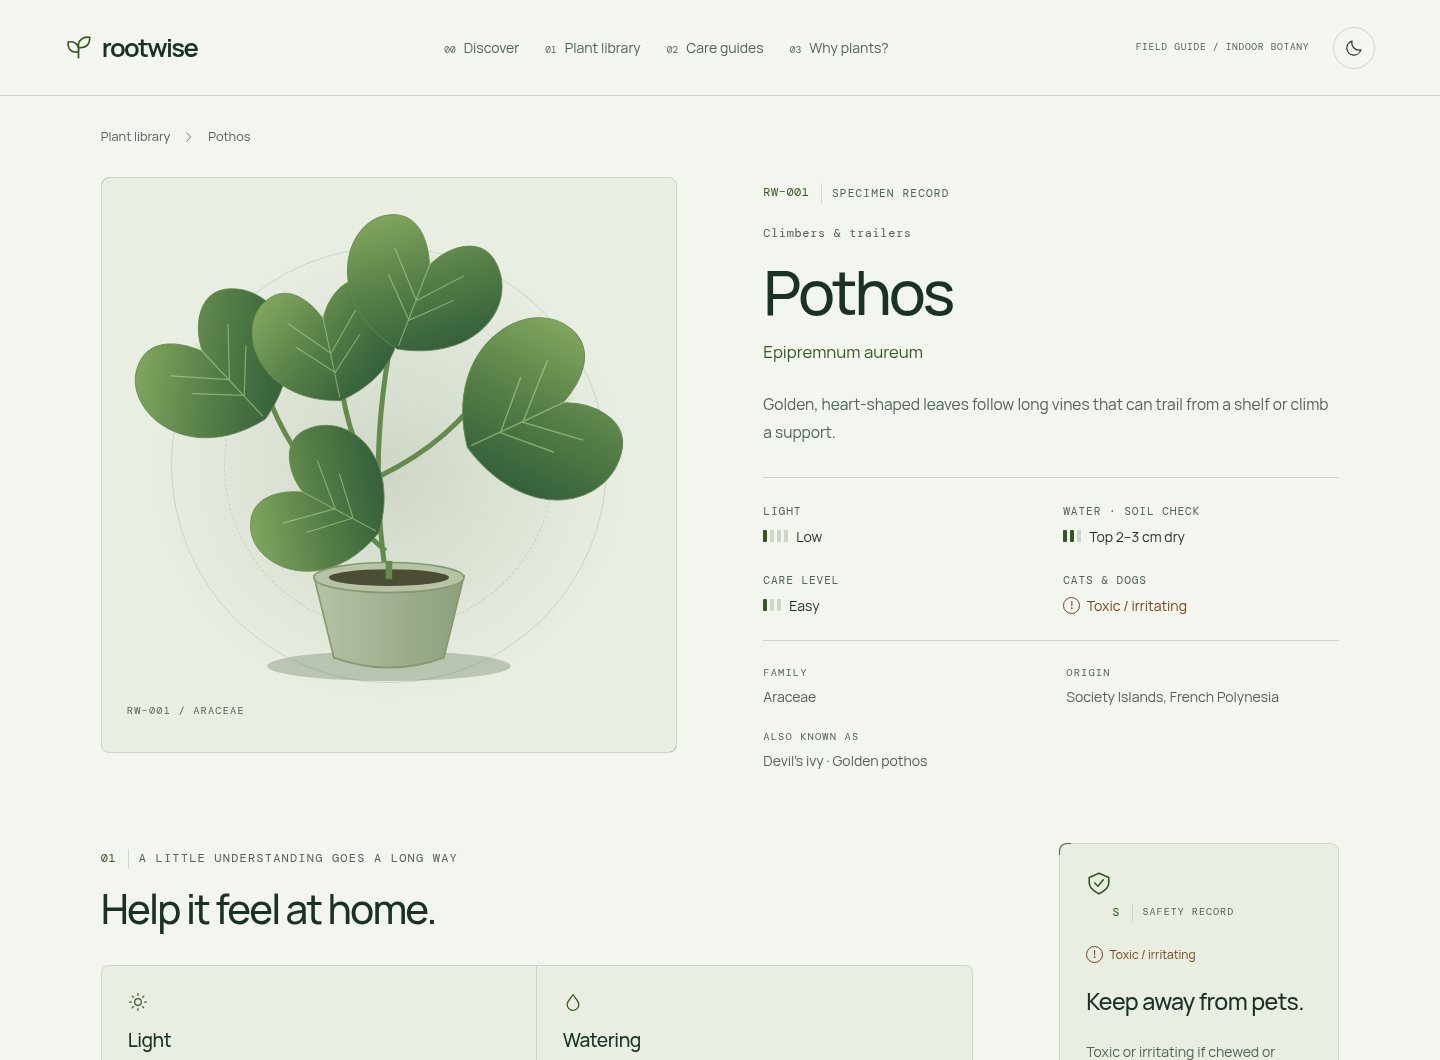 rootwise
00 Discover
01 Plant library
02 Care guides
03 Why plants?
FIELD GUIDE / INDOOR BOTANY
Plant library
Pothos
RW-001 / ARACEAE
RW-001
SPECIMEN RECORD
Climbers & trailers
Pothos
Epipremnum aureum
Golden, heart-shaped leaves follow long vines that can trail from a shelf or climb
a support.
LIGHT
Low
WATER · SOIL CHECK
Top 2–3 cm dry
CARE LEVEL
Easy
CATS & DOGS
Toxic / irritating
FAMILY
Araceae
ORIGIN
Society Islands, French Polynesia
ALSO KNOWN AS
Devil's ivy · Golden pothos
01
A LITTLE UNDERSTANDING GOES A LONG WAY
Help it feel at home.
Light
Watering
S
SAFETY RECORD
Toxic / irritating
Keep away from pets.
Toxic or irritating if chewed or